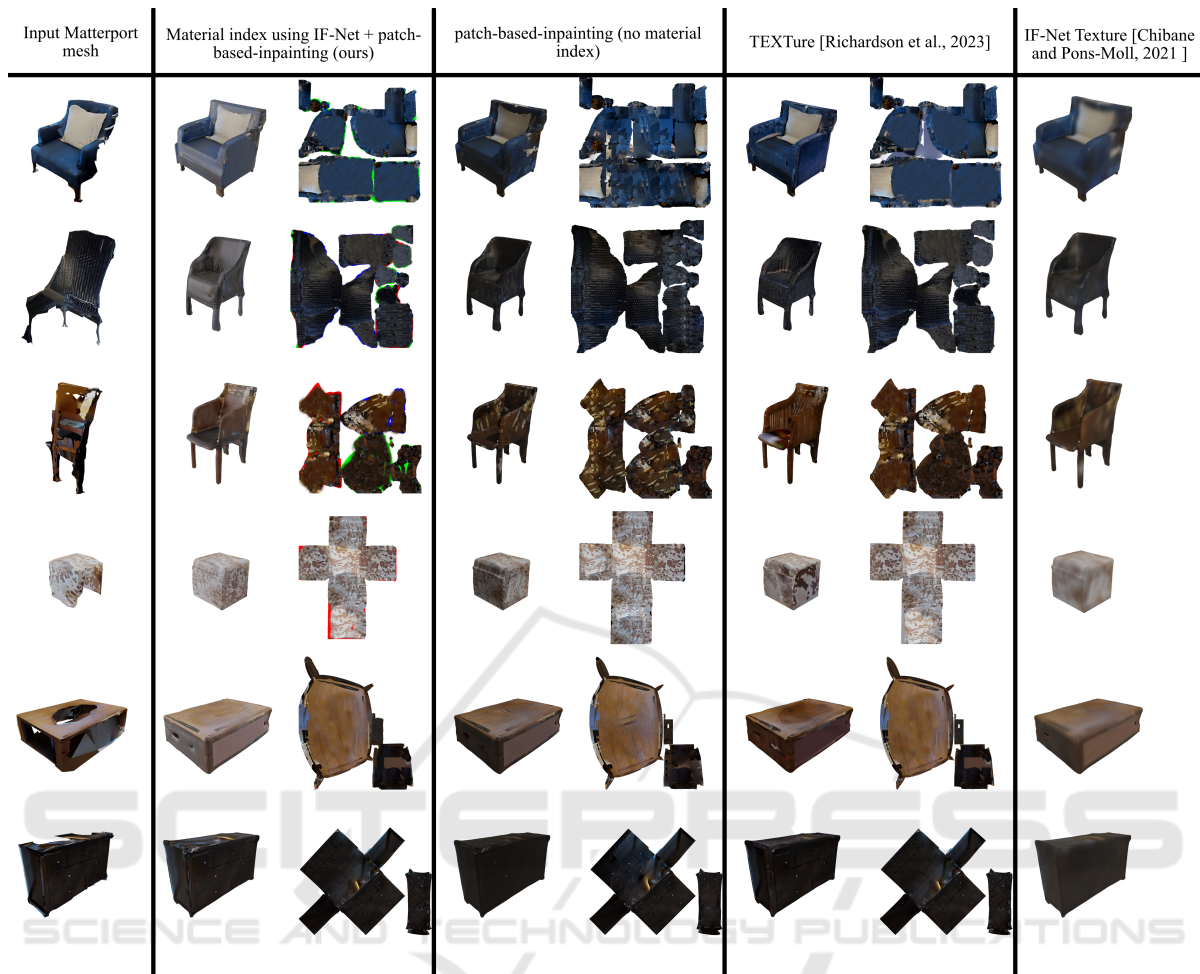 Input Matterport
mesh
Material index using IF-Net + patch-
based-inpainting (ours)
patch-based-inpainting (no material
index)
TEXTure [Richardson et al., 2023]
IF-Net Texture [Chibane
and Pons-Moll, 2021 ]
SCITEPRESS
SCIENCE AND TECHNOLOGY PUBLICATIONS